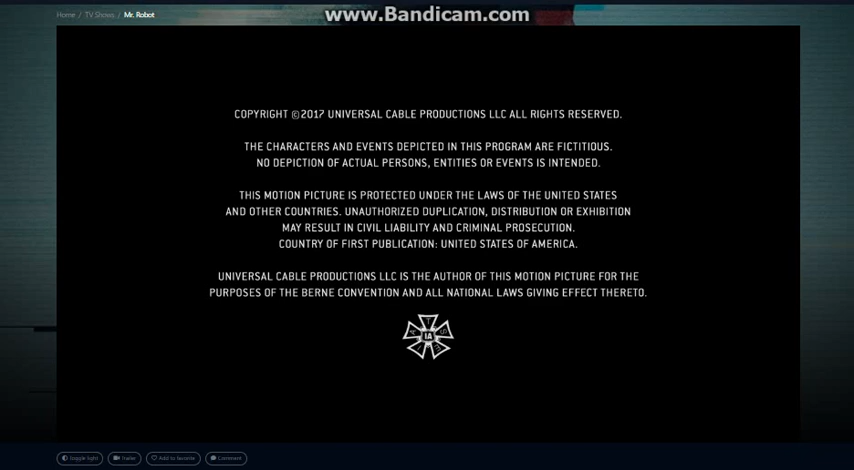 www.Bandicam.com
Home / TV Shows / Mr. Robot
COPYRIGHT ©2017 UNIVERSAL CABLE PRODUCTIONS LLC ALL RIGHTS RESERVED.
THE CHARACTERS AND EVENTS DEPICTED IN THIS PROGRAM ARE FICTITIOUS.
NO DEPICTION OF ACTUAL PERSONS, ENTITIES OR EVENTS IS INTENDED.
THIS MOTION PICTURE IS PROTECTED UNDER THE LAWS OF THE UNITED STATES
AND OTHER COUNTRIES. UNAUTHORIZED DUPLICATION, DISTRIBUTION OR EXHIBITION
MAY RESULT IN CIVIL LIABILITY AND CRIMINAL PROSECUTION.
COUNTRY OF FIRST PUBLICATION: UNITED STATES OF AMERICA.
UNIVERSAL CABLE PRODUCTIONS LLC IS THE AUTHOR OF THIS MOTION PICTURE FOR THE
PURPOSES OF THE BERNE CONVENTION AND ALL NATIONAL LAWS GIVING EFFECT THERETO.
IA T S E
Toggle light Trailer Add to favorite Comment